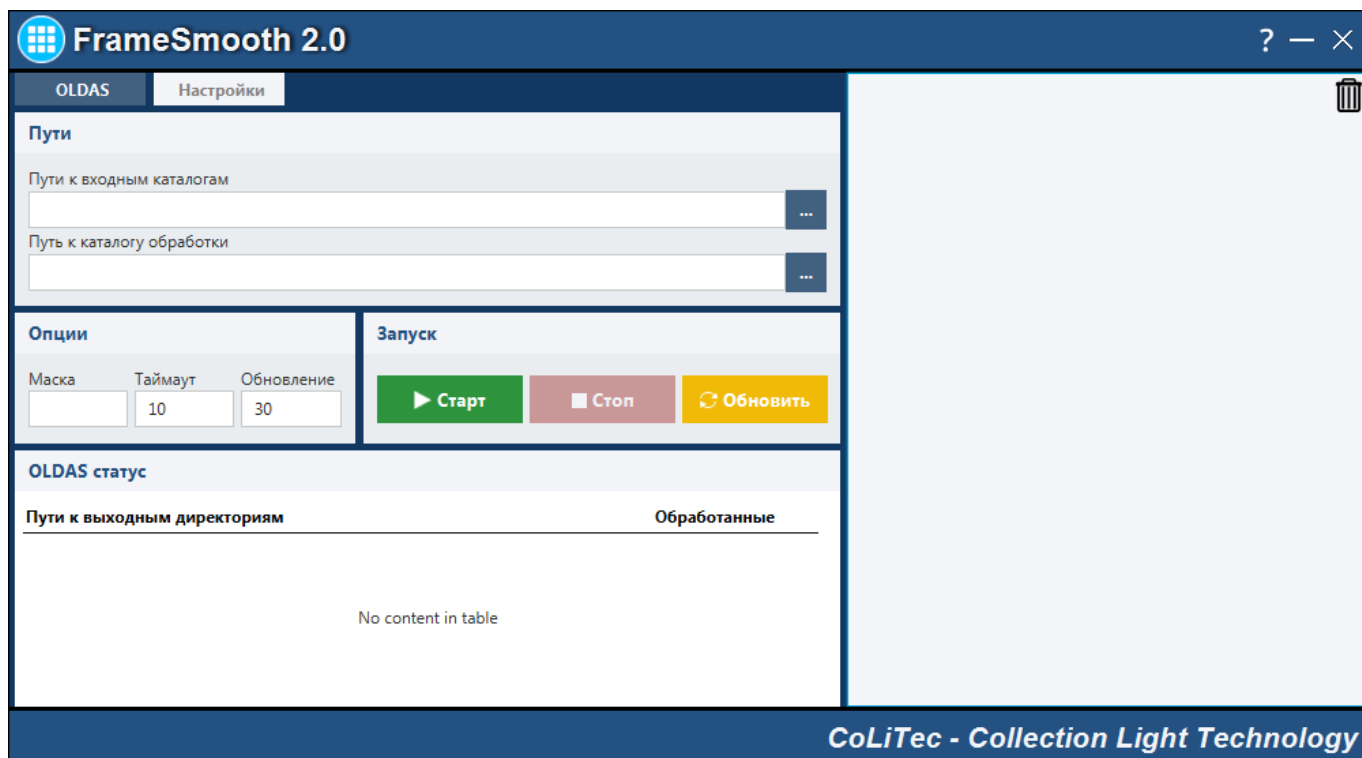 FrameSmooth 2.0
? — ×
OLDAS Настройки
Пути
Пути к входным каталогам
...
Путь к каталогу обработки
...
Опции Запуск
Маска Таймаут Обновление
10 30
Старт Стоп Обновить
OLDAS статус
Пути к выходным директориям Обработанные
No content in table
CoLiTec - Collection Light Technology